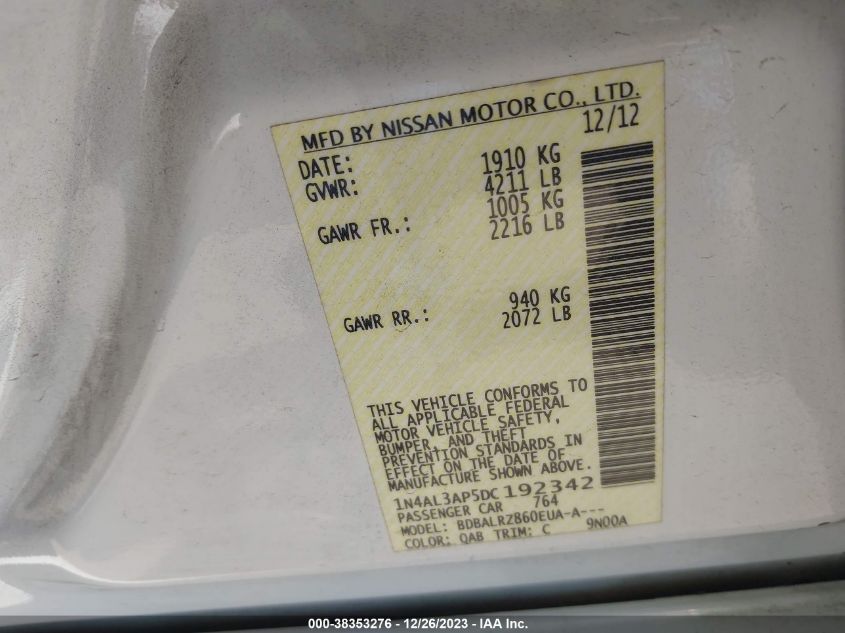 MFD BY NISSAN MOTOR CO., LTD.
DATE: 12/12
GVWR: 1910 KG
4211 LB
GAWR FR.: 1005 KG
2216 LB
GAWR RR.: 940 KG
2072 LB
THIS VEHICLE CONFORMS TO
ALL APPLICABLE FEDERAL
MOTOR VEHICLE SAFETY,
BUMPER, AND THEFT
PREVENTION STANDARDS IN
EFFECT ON THE DATE OF
MANUFACTURE SHOWN ABOVE.
1N4AL3AP5DC192342
PASSENGER CAR 764
MODEL: BDBALRZ860EUA-A---
COLOR: QAB TRIM: C 9N00A
000-38353276 - 12/26/2023 - IAA Inc.